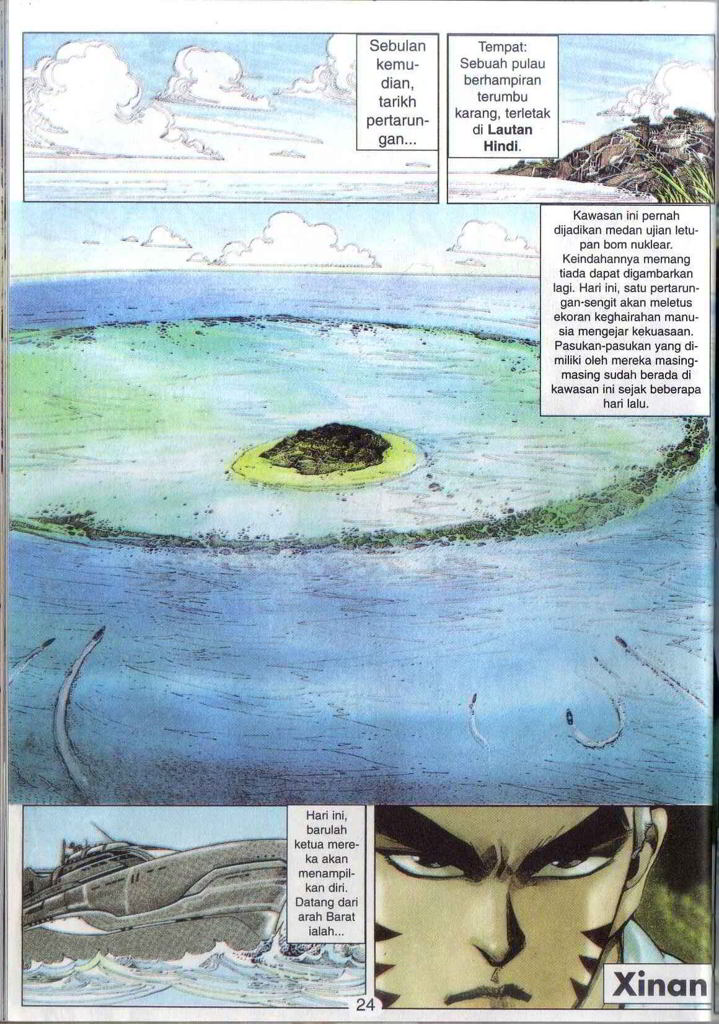 Sebulan
kemu-
dian,
tarikh
pertarun-
gan...
Tempat:
Sebuah pulau
berhampiran
terumbu
karang, terletak
di Lautan
Hindi.
Kawasan ini pernah
dijadikan medan ujian letu-
pan bom nuklear.
Keindahannya memang
tiada dapat digambarkan
lagi. Hari ini, satu pertarun-
gan-sengit akan meletus
ekoran keghairahan manu-
sia mengejar kekuasaan.
Pasukan-pasukan yang di-
miliki oleh mereka masing-
masing sudah berada di
kawasan ini sejak beberapa
hari lalu.
Hari ini,
barulah
ketua mere-
ka akan
menampil-
kan diri.
Datang dari
arah Barat
ialah...
Xinan
24